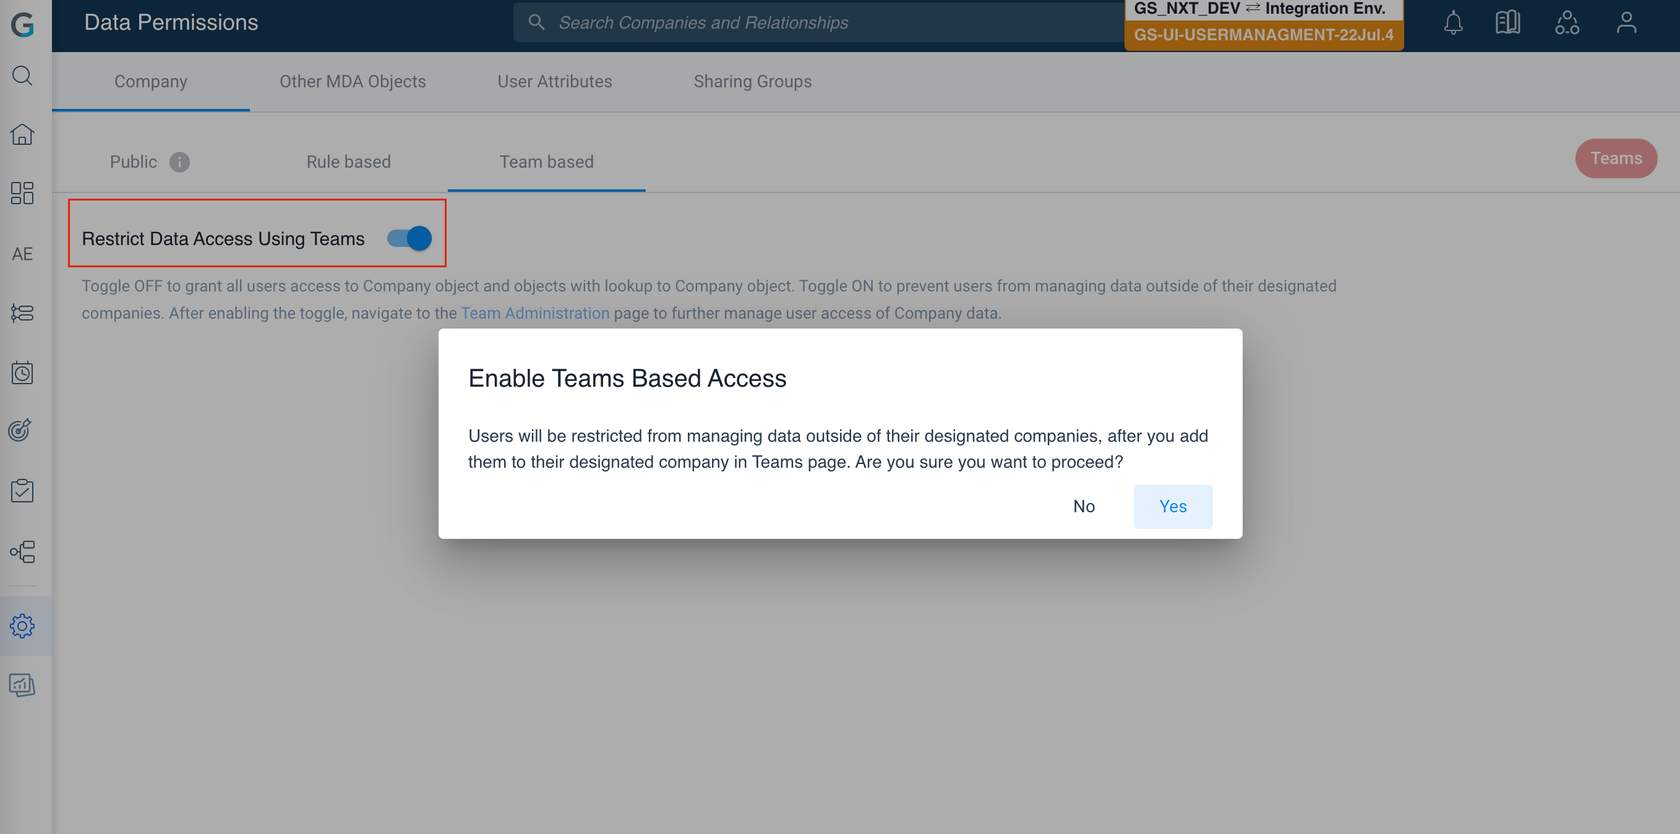 G
Data Permissions
Search Companies and Relationships
GS_NXT_DEV ⇌ Integration Env.
GS-UI-USERMANAGMENT-22Jul.4
Company
Other MDA Objects
User Attributes
Sharing Groups
Public i
Rule based
Team based
Teams
AE
Restrict Data Access Using Teams
Toggle OFF to grant all users access to Company object and objects with lookup to Company object. Toggle ON to prevent users from managing data outside of their designated
companies. After enabling the toggle, navigate to the Team Administration page to further manage user access of Company data.
Enable Teams Based Access
Users will be restricted from managing data outside of their designated companies, after you add
them to their designated company in Teams page. Are you sure you want to proceed?
No
Yes